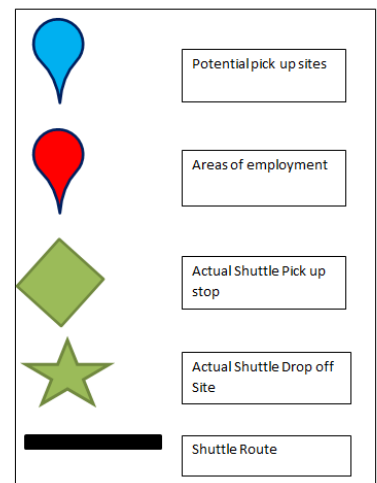 Potential pick up sites
Areas of employment
Actual Shuttle Pick up
stop
Actual Shuttle Drop off
Site
Shuttle Route